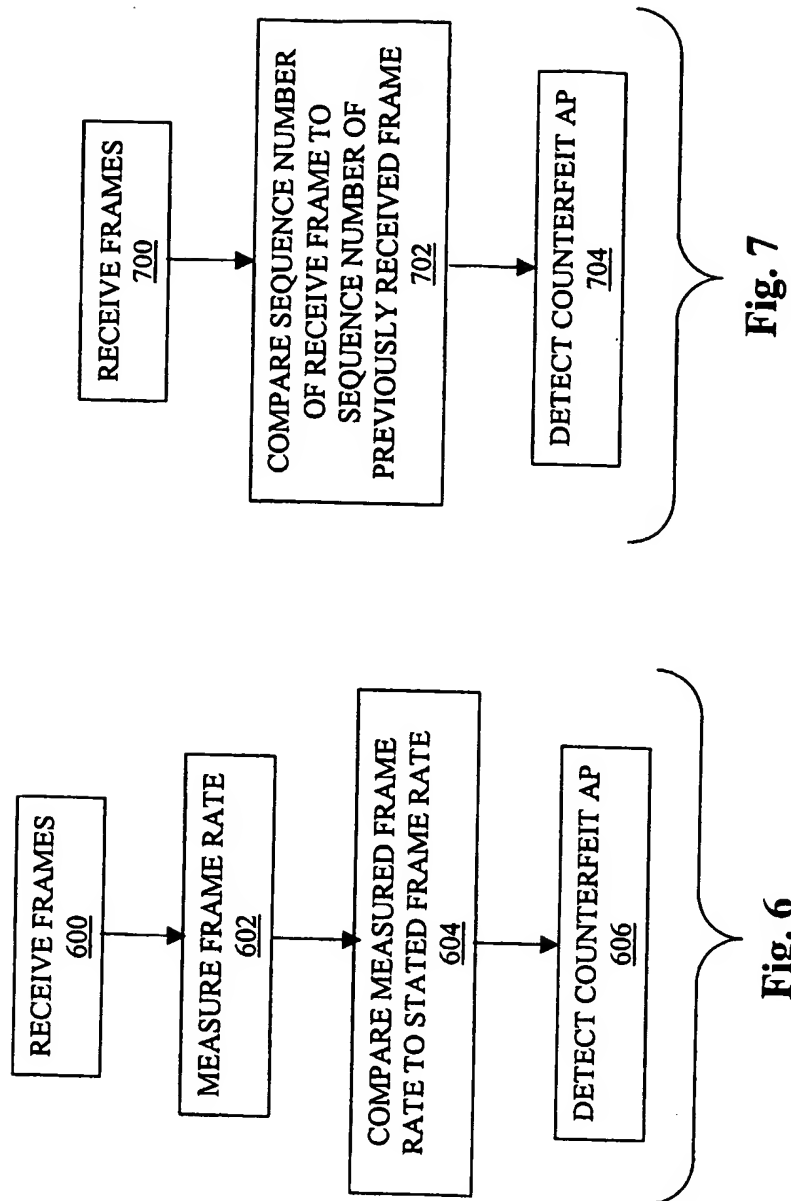 RECEIVE FRAMES
600
MEASURE FRAME RATE
602
COMPARE MEASURED FRAME
RATE TO STATED FRAME RATE
604
DETECT COUNTERFEIT AP
606
Fig. 6
RECEIVE FRAMES
700
COMPARE SEQUENCE NUMBER
OF RECEIVE FRAME TO
SEQUENCE NUMBER OF
PREVIOUSLY RECEIVED FRAME
702
DETECT COUNTERFEIT AP
704
Fig. 7